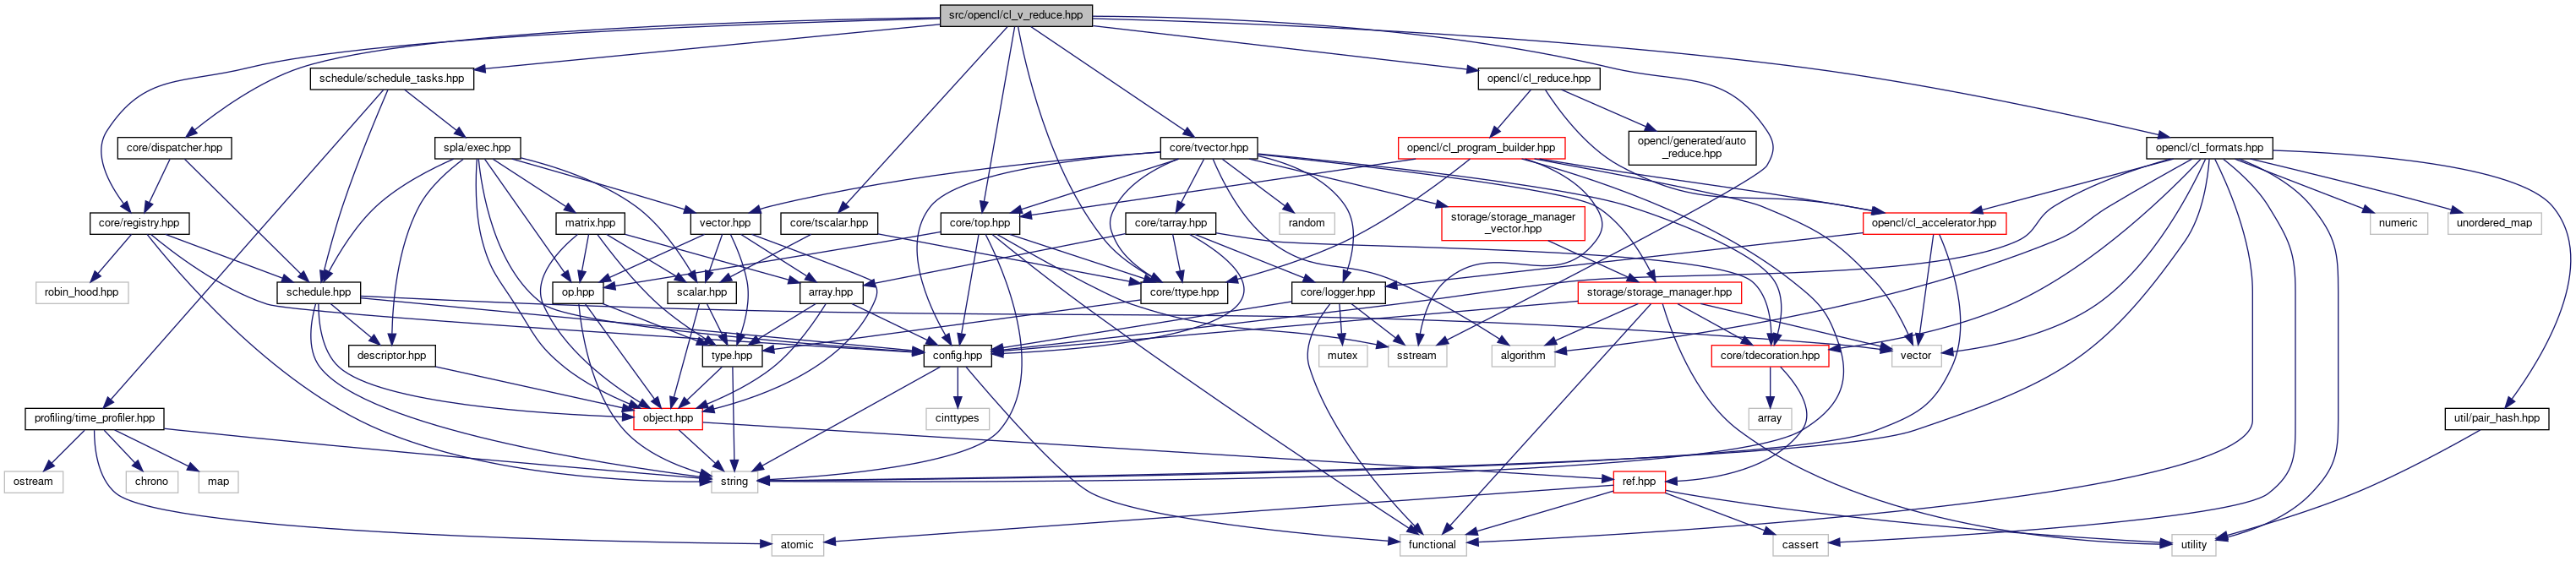 src/opencl/cl_v_reduce.hpp
schedule/schedule_tasks.hpp
opencl/cl_reduce.hpp
core/dispatcher.hpp
spla/exec.hpp
core/tvector.hpp
opencl/cl_program_builder.hpp
opencl/generated/auto
_reduce.hpp
opencl/cl_formats.hpp
core/registry.hpp
matrix.hpp
vector.hpp
core/tscalar.hpp
core/top.hpp
core/tarray.hpp
random
storage/storage_manager
_vector.hpp
opencl/cl_accelerator.hpp
numeric
unordered_map
robin_hood.hpp
schedule.hpp
op.hpp
scalar.hpp
array.hpp
core/ttype.hpp
core/logger.hpp
storage/storage_manager.hpp
descriptor.hpp
type.hpp
config.hpp
mutex
sstream
algorithm
core/tdecoration.hpp
vector
profiling/time_profiler.hpp
object.hpp
cinttypes
array
util/pair_hash.hpp
ostream
chrono
map
string
ref.hpp
atomic
functional
cassert
utility